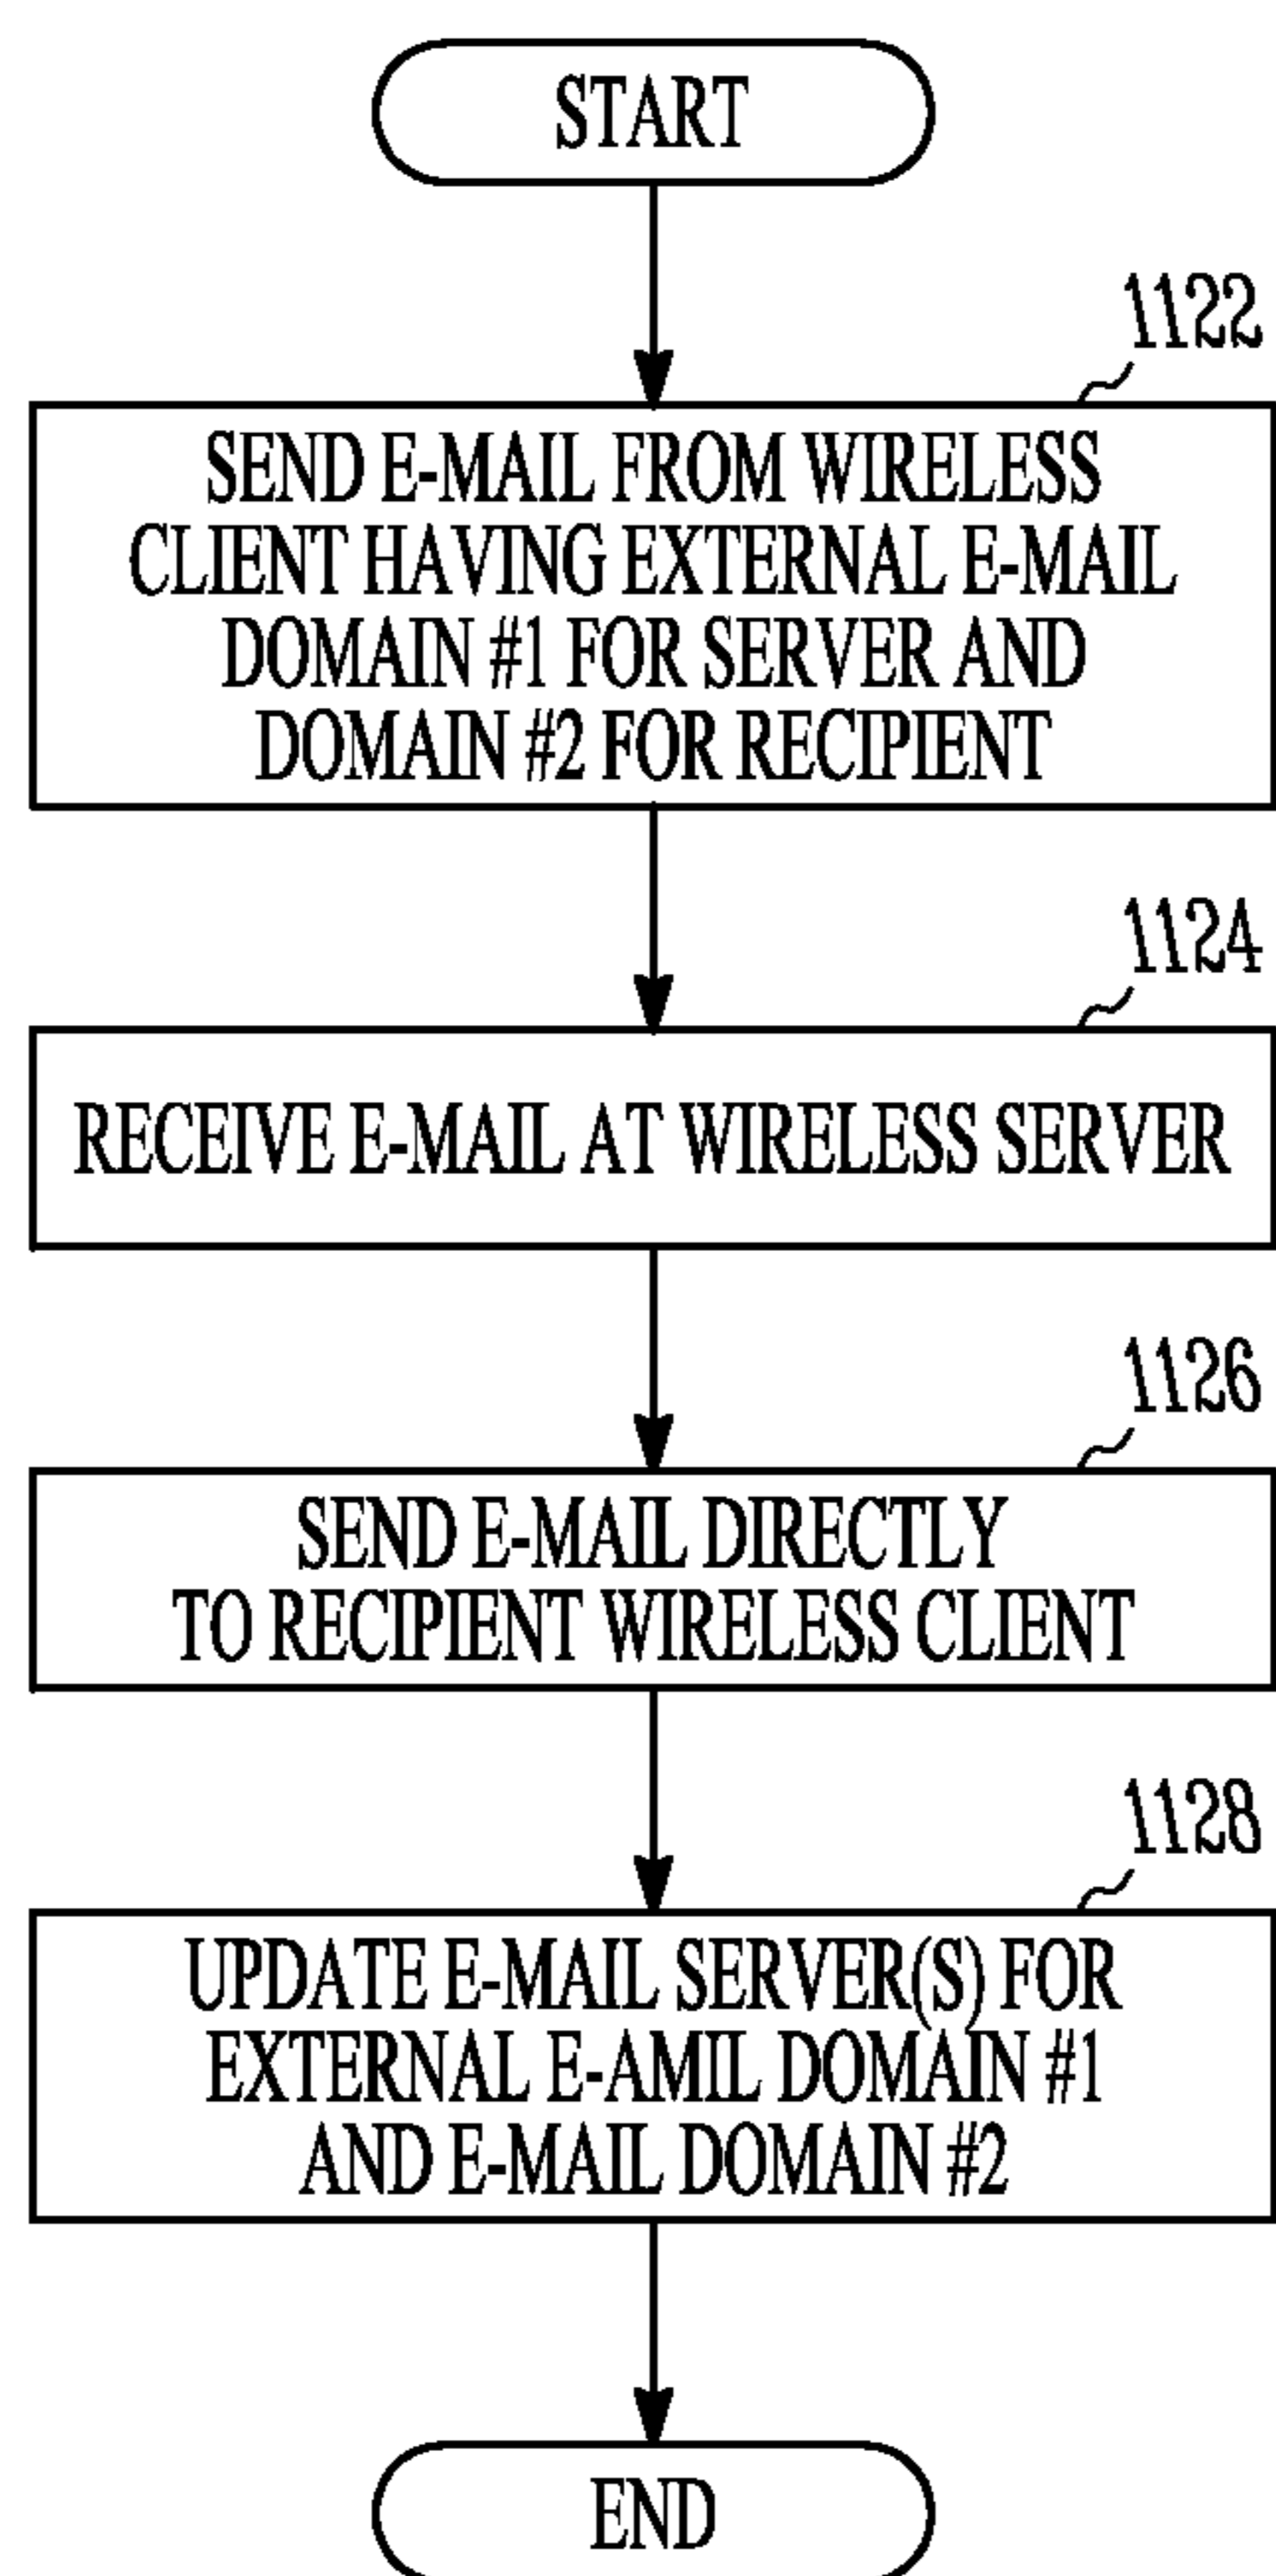 START
1122
SEND E-MAIL FROM WIRELESS
CLIENT HAVING EXTERNAL E-MAIL
DOMAIN #1 FOR SERVER AND
DOMAIN #2 FOR RECIPIENT
1124
RECEIVE E-MAIL AT WIRELESS SERVER
1126
SEND E-MAIL DIRECTLY
TO RECIPIENT WIRELESS CLIENT
1128
UPDATE E-MAIL SERVER(S) FOR
EXTERNAL E-AMIL DOMAIN #1
AND E-MAIL DOMAIN #2
END